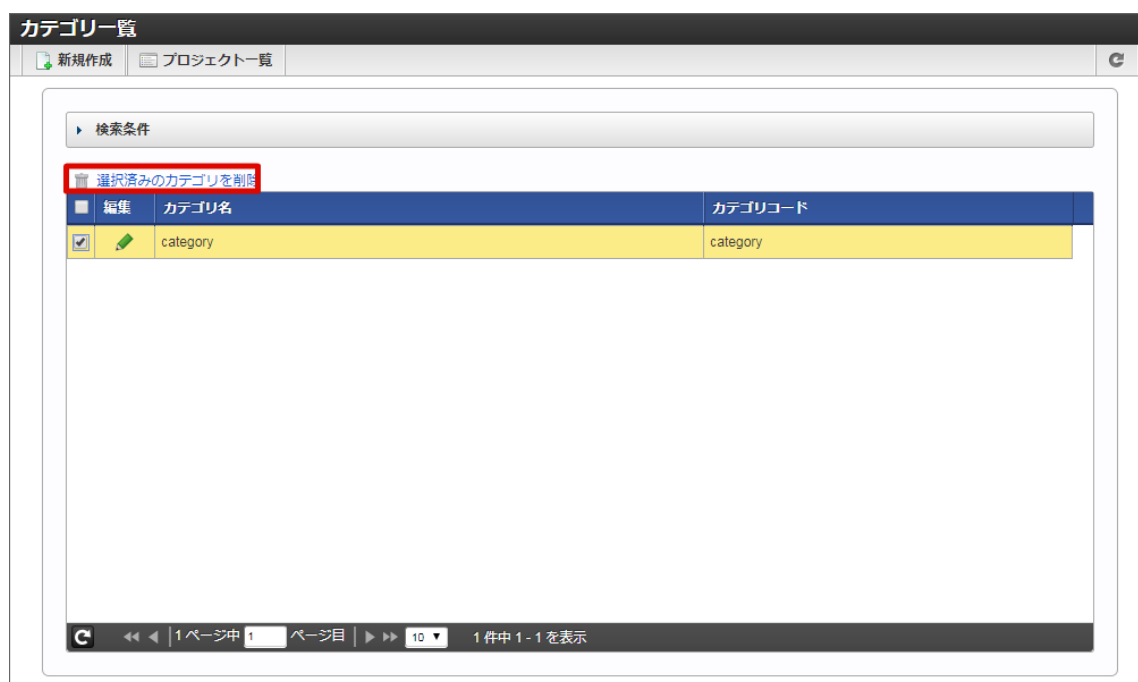 カテゴリ一覧
新規作成 プロジェクト一覧
検索条件
選択済みのカテゴリを削除
編集 カテゴリ名 カテゴリコード
category category
1 ページ中 1 ページ目 10 1 件中 1 - 1 を表示